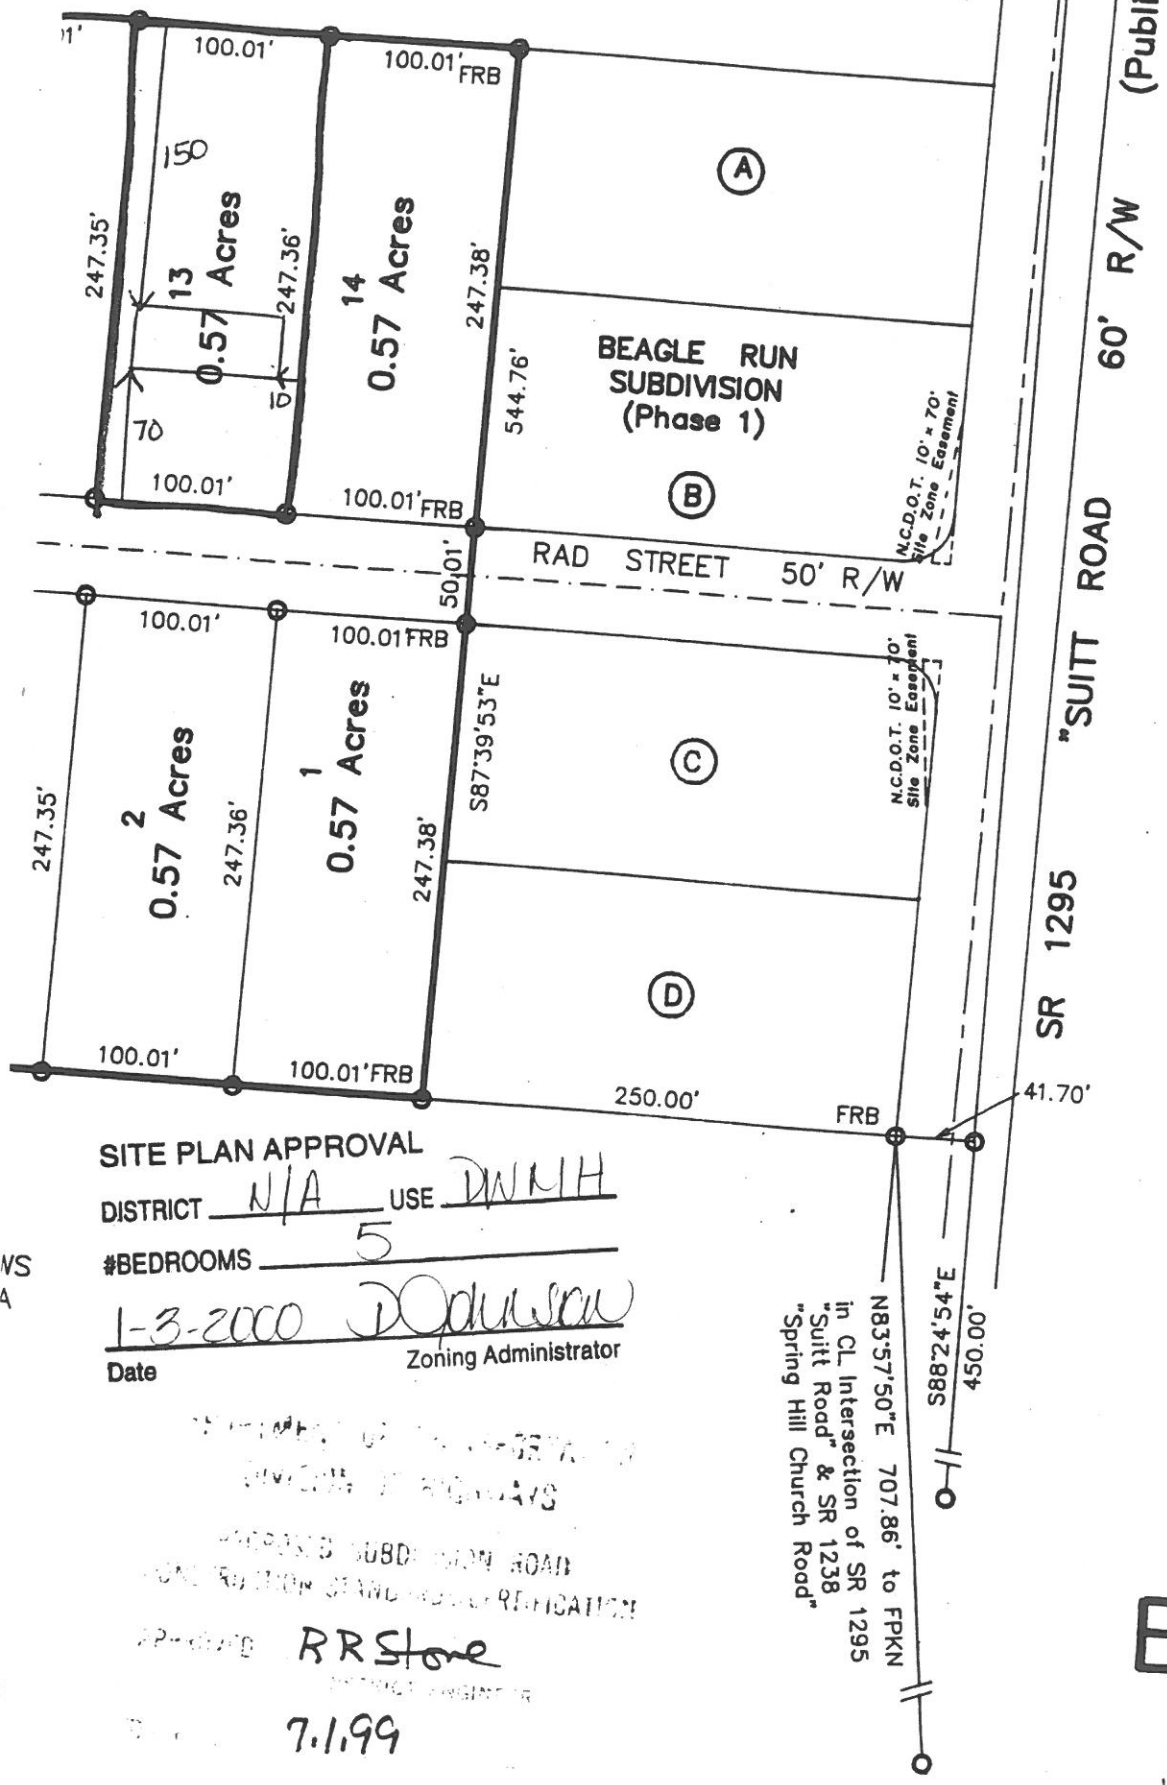 100.01'
100.01'
FRB
(Publi
150
A
247.35'
13
0.57 Acres
247.36'
14
0.57 Acres
247.38'
544.76'
BEAGLE RUN
SUBDIVISION
(Phase 1)
60' R/W
10
70
100.01'
100.01'
FRB
B
N.C.D.O.T. 10' x 70'
Site Zone Easement
RAD STREET 50' R/W
50.01'
100.01'
100.01'
FRB
S87°39'53"E
"SUITT ROAD
N.C.D.O.T. 10' x 70'
Site Zone Easement
C
247.35'
2
0.57 Acres
247.36'
1
0.57 Acres
247.38'
SR 1295
D
100.01'
100.01'
FRB
250.00'
FRB
41.70'
SITE PLAN APPROVAL
DISTRICT N/A USE DWMH
#BEDROOMS 5
1-3-2000 DJohnson
Date Zoning Administrator
WS
A
S88°24'54"E
450.00'
N83°57'50"E 707.86' to FPKN
in CL Intersection of SR 1295
"Suitt Road" & SR 1238
"Spring Hill Church Road"
SUBDIVISION ROAD
RR Stone
7.1.99